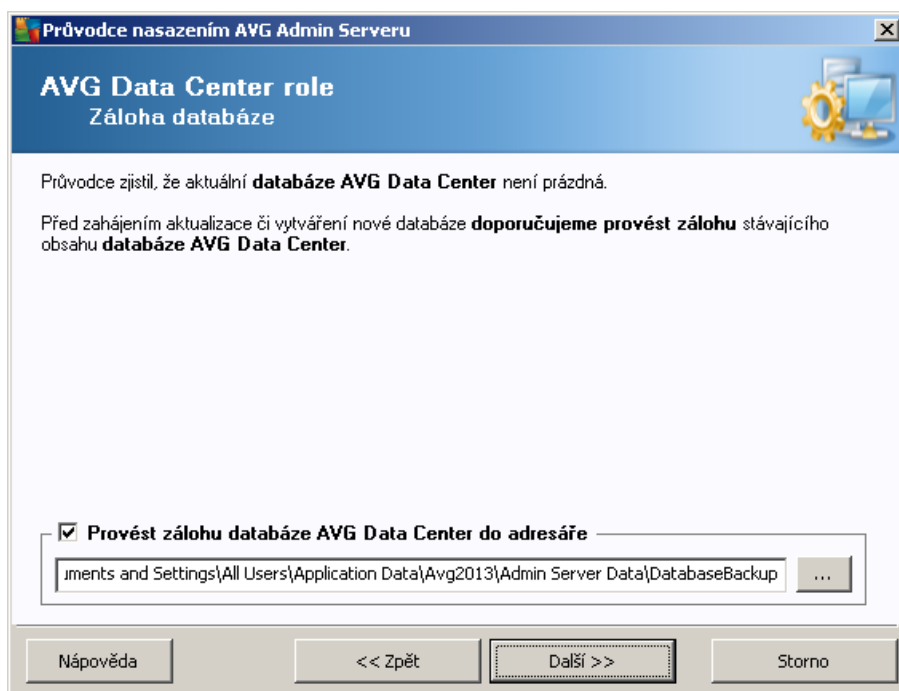 Průvodce nasazením AVG Admin Serveru
AVG Data Center role
Záloha databáze
Průvodce zjistil, že aktuální databáze AVG Data Center není prázdná.
Před zahájením aktualizace či vytváření nové databáze doporučujeme provést zálohu stávajícího
obsahu databáze AVG Data Center.
Provést zálohu databáze AVG Data Center do adresáře
uments and Settings\All Users\Application Data\Avg2013\Admin Server Data\DatabaseBackup
...
Nápověda
<< Zpět
Další >>
Storno